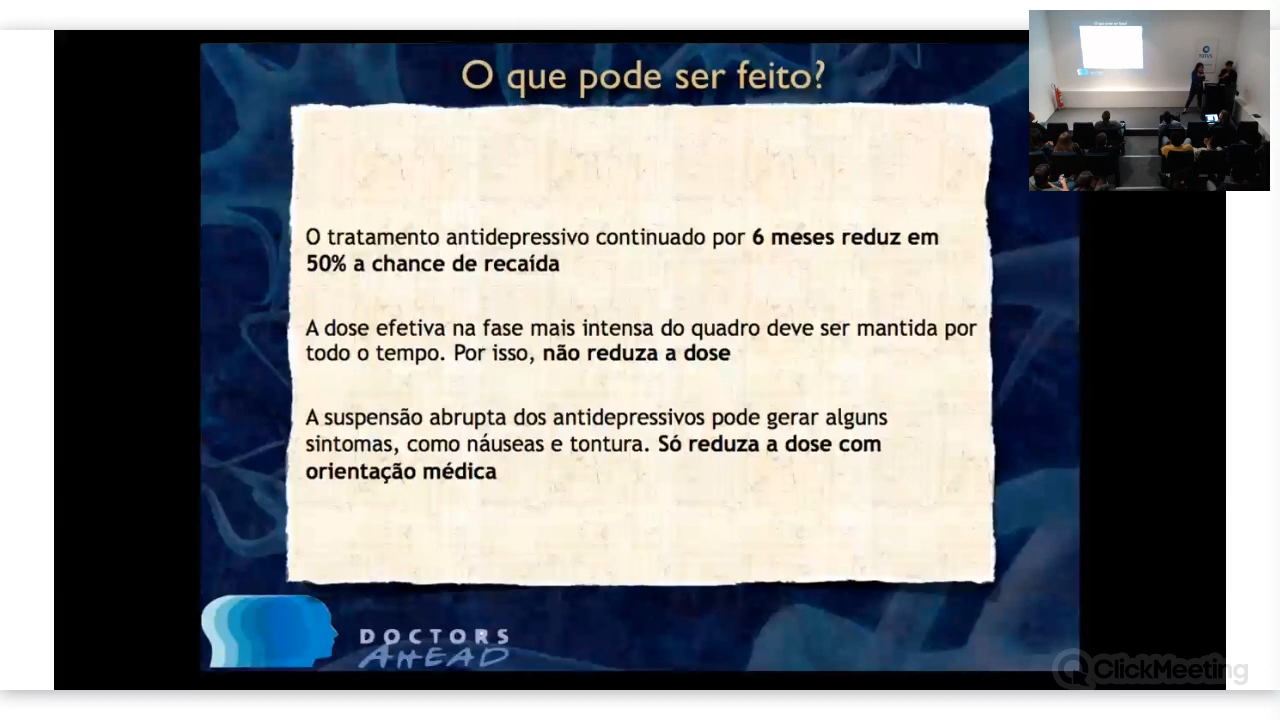 O que pode ser feito?
O tratamento antidepressivo continuado por 6 meses reduz em
50% a chance de recaída
A dose efetiva na fase mais intensa do quadro deve ser mantida por
todo o tempo. Por isso, não reduza a dose
A suspensão abrupta dos antidepressivos pode gerar alguns
sintomas, como náuseas e tontura. Só reduza a dose com
orientação médica
DOCTORS
AHEAD
ClickMeeting